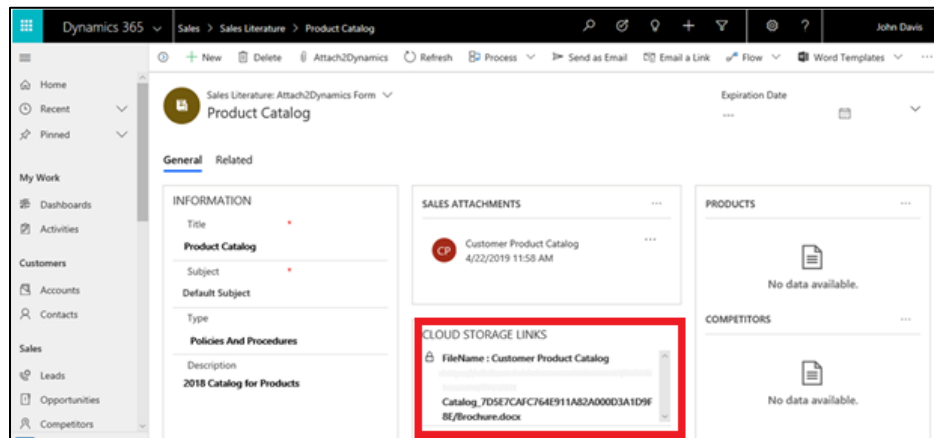 Dynamics 365 Sales > Sales Literature > Product Catalog John Davis
+ New Delete Attach2Dynamics Refresh Process Send as Email Email a Link Flow Word Templates ...
Home
Recent
Pinned
My Work
Dashboards
Activities
Customers
Accounts
Contacts
Sales
Leads
Opportunities
Competitors
Sales Literature: Attach2Dynamics Form
Product Catalog
Expiration Date
---
General Related
INFORMATION
Title *
Product Catalog
Subject *
Default Subject
Type
Policies And Procedures
Description
2018 Catalog for Products
SALES ATTACHMENTS ...
CP
Customer Product Catalog ...
4/22/2019 11:58 AM
CLOUD STORAGE LINKS
FileName : Customer Product Catalog
Catalog_7D5E7CAFC764E911A82A000D3A1D9F
8E/Brochure.docx
PRODUCTS ...
No data available.
COMPETITORS ...
No data available.